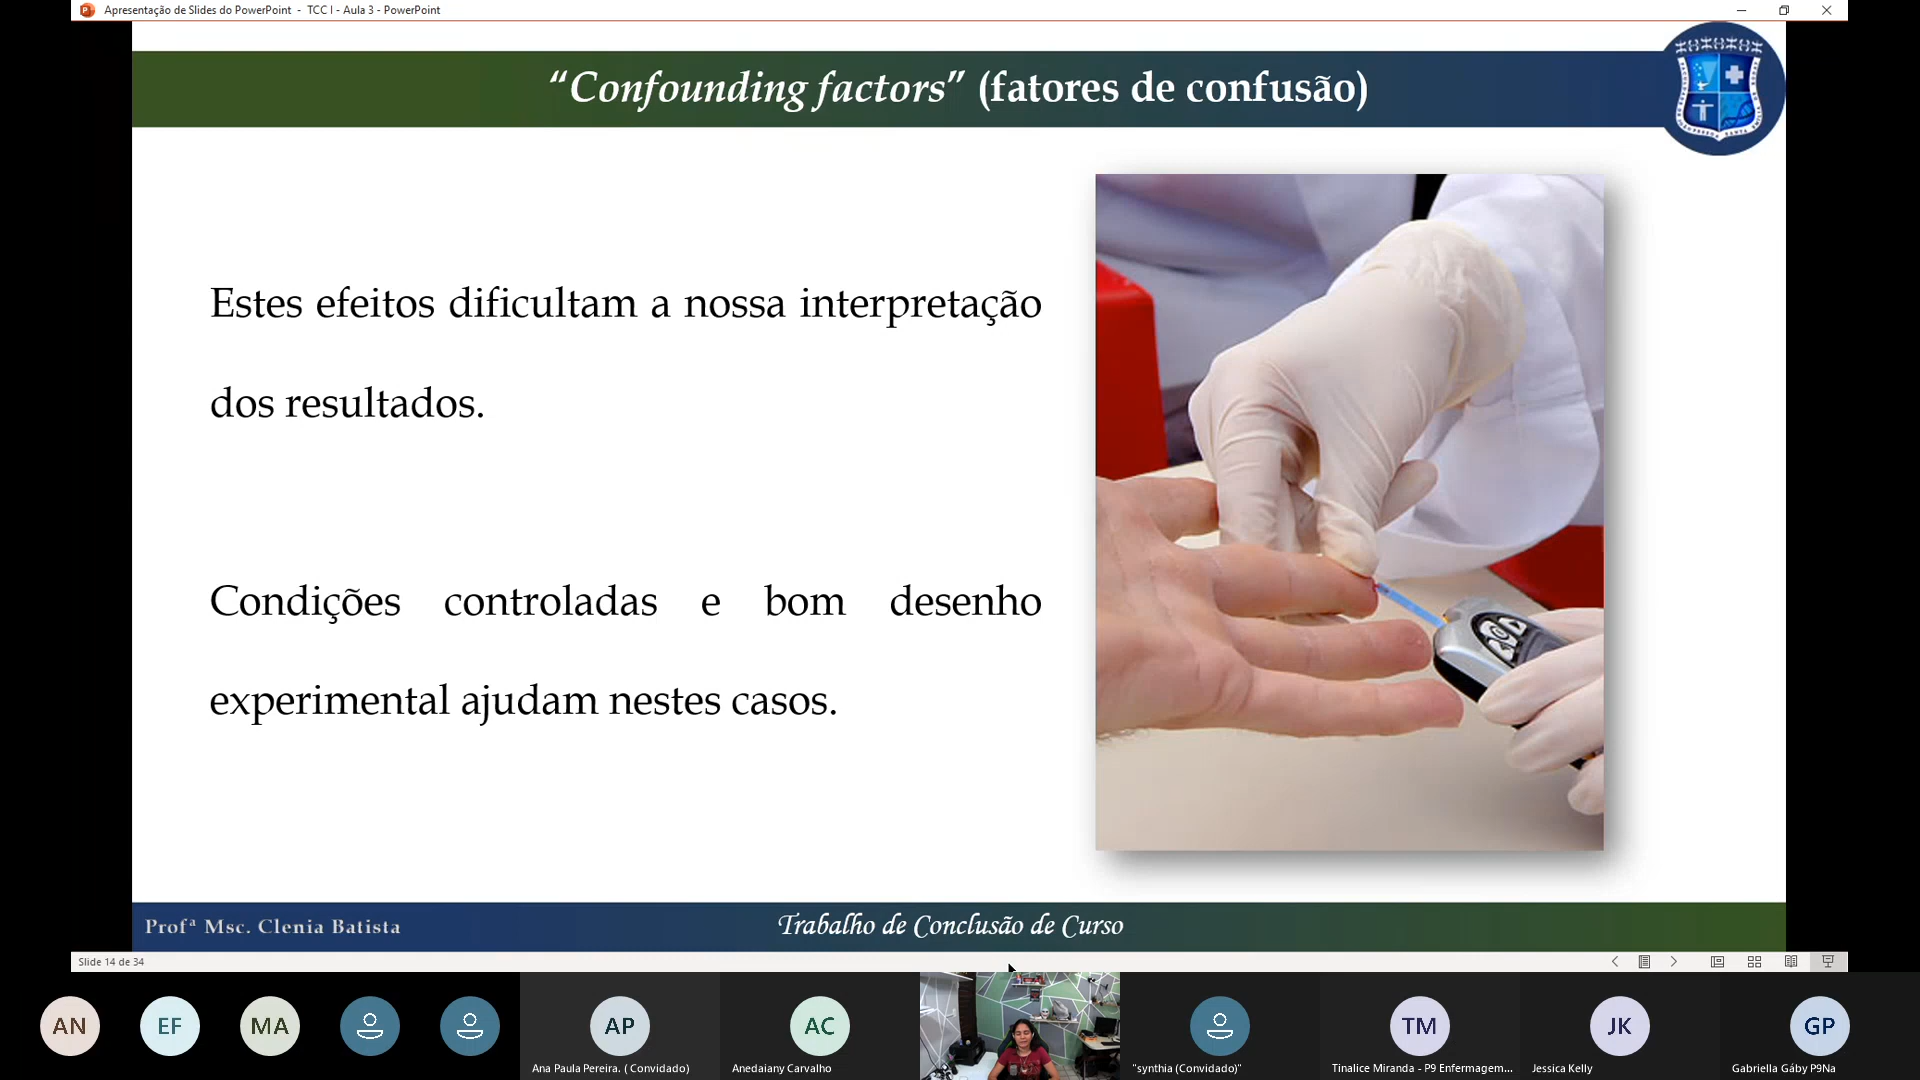 Apresentação de Slides do PowerPoint - TCC I - Aula 3 - PowerPoint
“Confounding factors” (fatores de confusão)
Estes efeitos dificultam a nossa interpretação
dos resultados.
Condições controladas e bom desenho
experimental ajudam nestes casos.
Profª Msc. Clenia Batista
Trabalho de Conclusão de Curso
Slide 14 de 34
AN
EF
MA
AP
AC
TM
JK
GP
Ana Paula Pereira. ( Convidado)
Anedaiany Carvalho
"synthia (Convidado)"
Tinalice Miranda - P9 Enfermagem...
Jessica Kelly
Gabriella Gáby P9Na